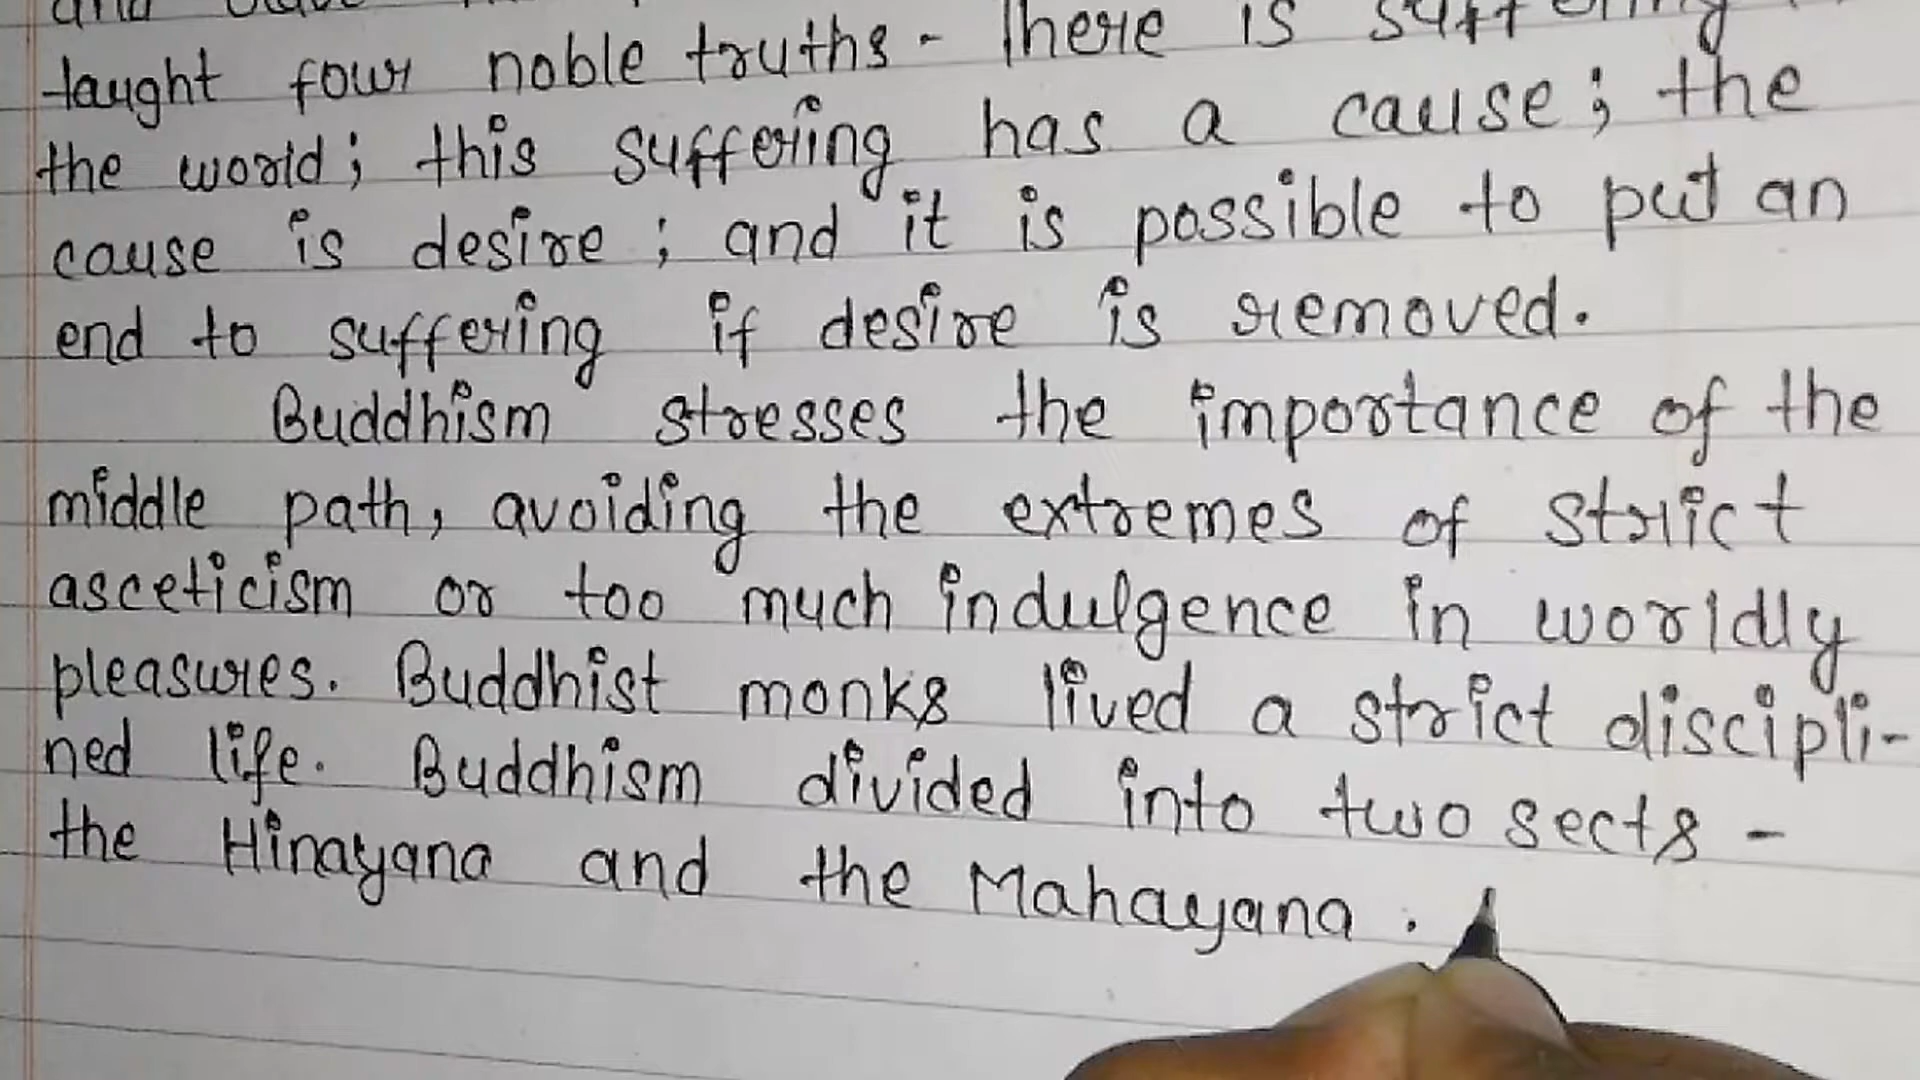 and
taught four noble truths - There is suffering
the world; this suffering has a cause; the
cause is desire; and it is possible to put an
end to suffering if desire is removed.
Buddhism stresses the importance of the
middle path, avoiding the extremes of strict
asceticism or too much indulgence in worldly
pleasures. Buddhist monks lived a strict discipli-
ned life. Buddhism divided into two sects -
the Hinayana and the Mahayana.